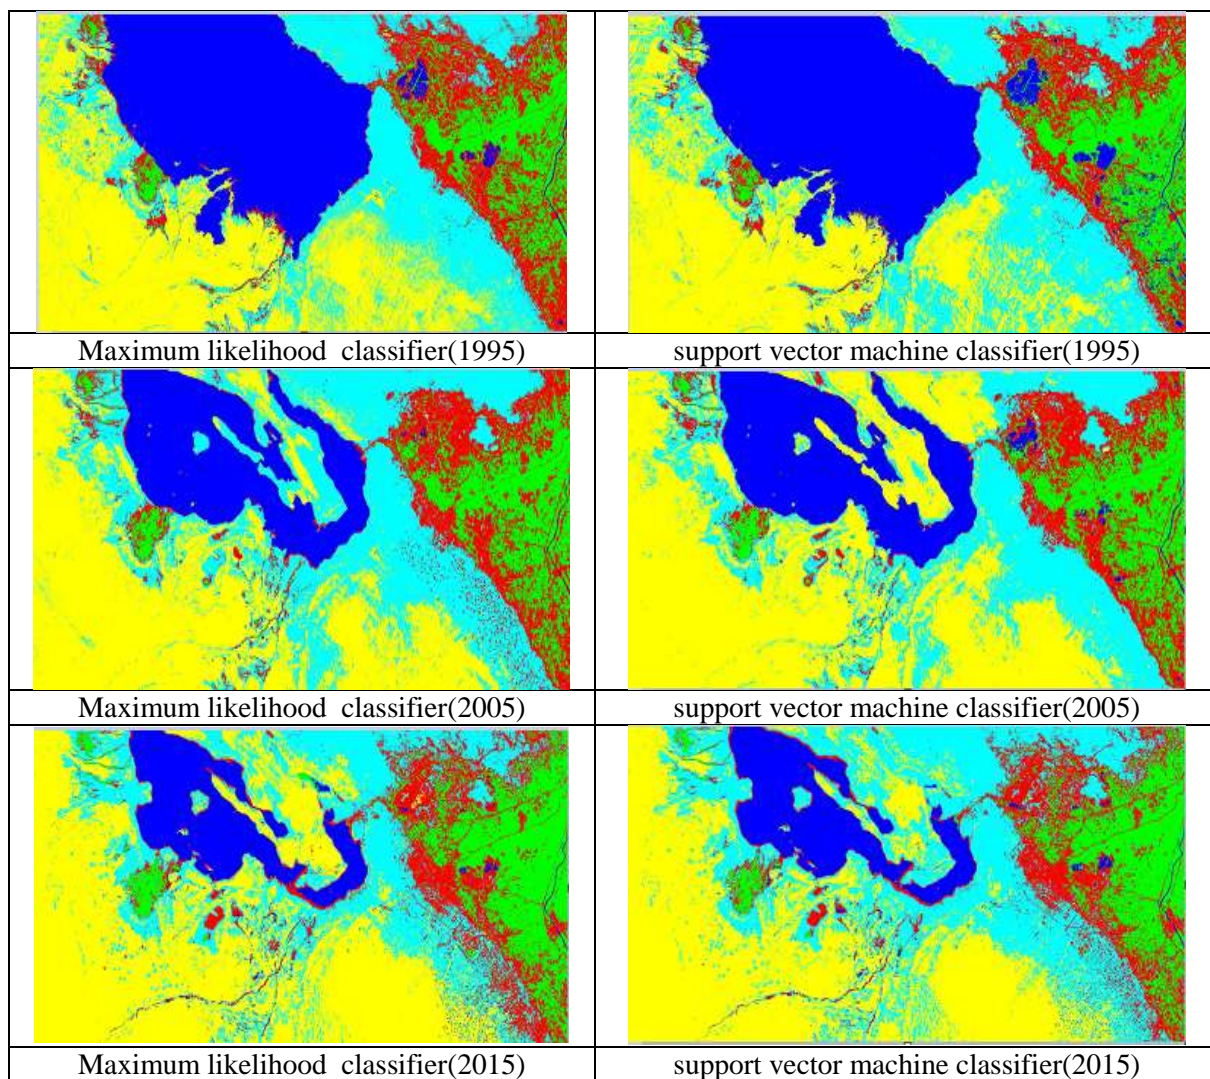 Maximum likelihood classifier(1995)
support vector machine classifier(1995)
Maximum likelihood classifier(2005)
support vector machine classifier(2005)
Maximum likelihood classifier(2015)
support vector machine classifier(2015)